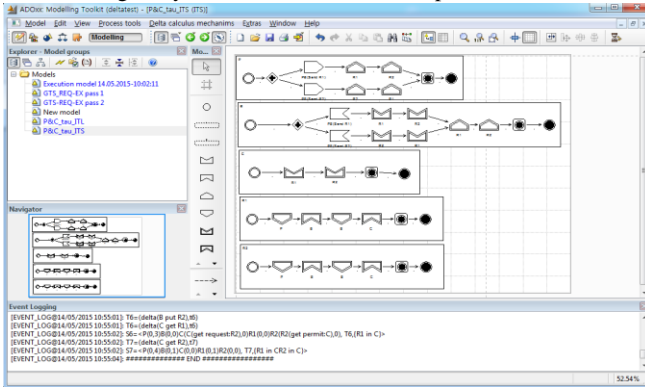 ADOxx: Modelling Toolkit (deltatest) - [P&C_tau_ITS (ITS)]
Model Edit View Process tools Delta calculus mechanims Extras Window Help
Modelling
Explorer - Model groups
Mo...
Models
Execution model 14.05.2015-10:02:11
GTS_REQ-EX pass 1
GTS-REQ-EX pass 2
New model
P&C_tau_ITL
P&C_tau_ITS
Navigator
Event Logging
[EVENT_LOG@14/05/2015 10:55:01]: T6=(delta(B put R2),t6)
[EVENT_LOG@14/05/2015 10:55:02]: T6=(delta(C get R1),t6)
[EVENT_LOG@14/05/2015 10:55:02]: S6=<P(0,3)B(0,0)C(C(get request:R2),0)R1(0,0)R2(R2(get permit:C),0), T6,(R1 in C)>
[EVENT_LOG@14/05/2015 10:55:02]: T7=(delta(C get R2),t7)
[EVENT_LOG@14/05/2015 10:55:02]: S7=<P(0,4)B(0,1)C(0,0)R1(0,1)R2(0,0), T7,(R1 in CR2 in C)>
[EVENT_LOG@14/05/2015 10:55:04]: ############## END #################
52.54%